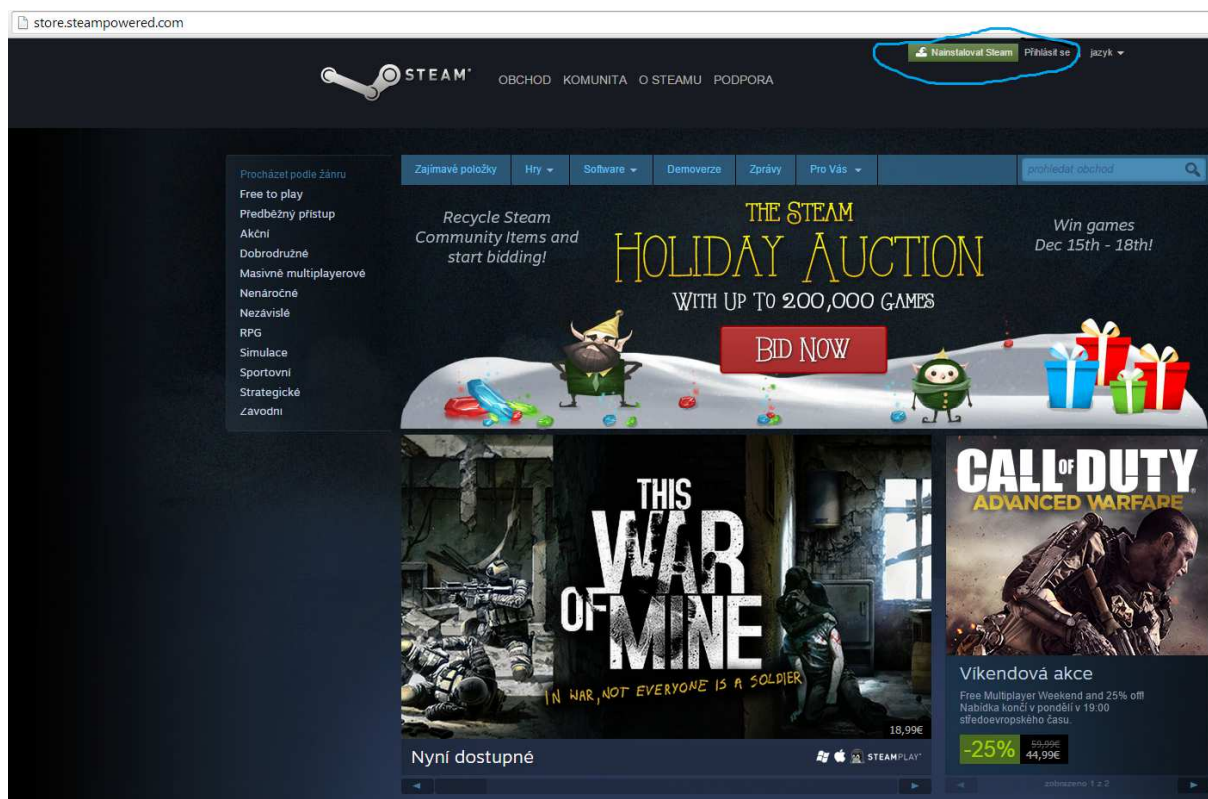 store.steampowered.com
Nainstalovat Steam Přihlásit se jazyk
STEAM
OBCHOD KOMUNITA O STEAMU PODPORA
Zajímavé položky Hry Software Demoverze Zprávy Pro Vás prohledat obchod
Procházet podle žánru
Free to play
Předběžný přístup
Akční
Dobrodružné
Masivně multiplayerové
Nenáročné
Nezávislé
RPG
Simulace
Sportovní
Strategické
Závodní
Recycle Steam
Community Items and
start bidding!
THE STEAM
HOLIDAY AUCTION
WITH UP TO 200,000 GAMES
BID NOW
Win games
Dec 15th - 18th!
THIS
WAR
OF MINE
IN WAR, NOT EVERYONE IS A SOLDIER
18,99€
Nyní dostupné
STEAMPLAY
CALL OF DUTY
ADVANCED WARFARE
Víkendová akce
Free Multiplayer Weekend and 25% off!
Nabídka končí v pondělí v 19:00
středoevropského času.
-25% 59,99€
44,99€
zobrazeno 1 z 2